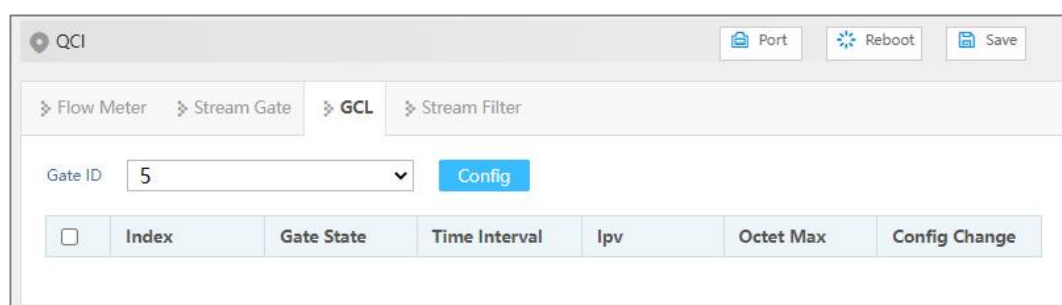 QCI Port Reboot Save
Flow Meter Stream Gate GCL Stream Filter
Gate ID 5 Config
Index Gate State Time Interval Ipv Octet Max Config Change